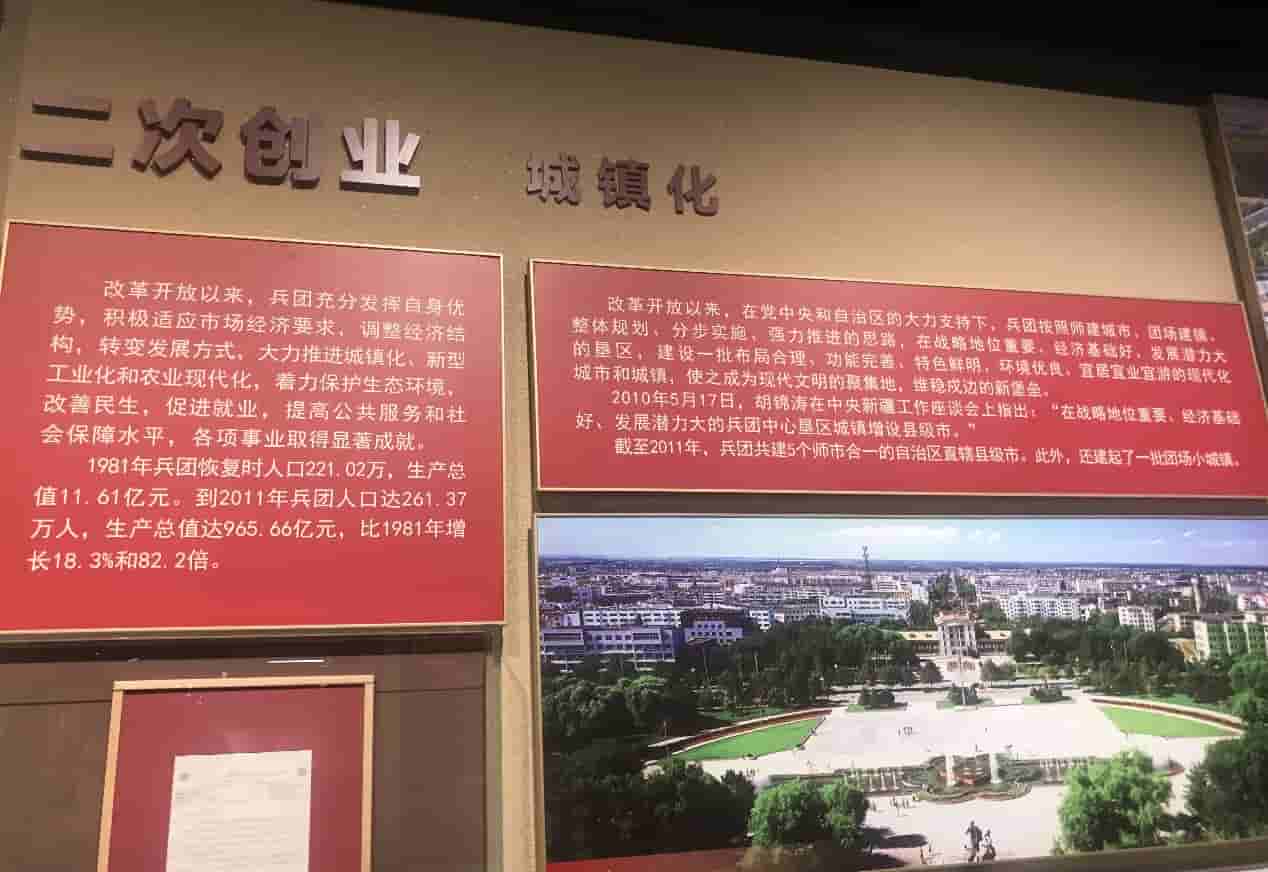 二次创业 城镇化
改革开放以来，兵团充分发挥自身优
势，积极适应市场经济要求，调整经济结
构，转变发展方式，大力推进城镇化、新型
工业化和农业现代化，着力保护生态环境，
改善民生，促进就业，提高公共服务和社
会保障水平，各项事业取得显著成就。
1981年兵团恢复时人口221.02万，生产总
值11.61亿元。到2011年兵团人口达261.37
万人，生产总值达965.66亿元，比1981年增
长18.3%和82.2倍。
改革开放以来，在党中央和自治区的大力支持下，兵团按照师建城市、团场建镇、
整体规划、分步实施、强力推进的思路，在战略地位重要、经济基础好、发展潜力大
的垦区，建设一批布局合理、功能完善、特色鲜明、环境优良、宜居宜业宜游的现代化
城市和城镇，使之成为现代文明的聚集地，维稳戍边的新堡垒。
2010年5月17日，胡锦涛在中央新疆工作座谈会上指出：“在战略地位重要、经济基础
好、发展潜力大的兵团中心垦区城镇增设县级市。”
截至2011年，兵团共建5个师市合一的自治区直辖县级市。此外，还建起了一批团场小城镇。